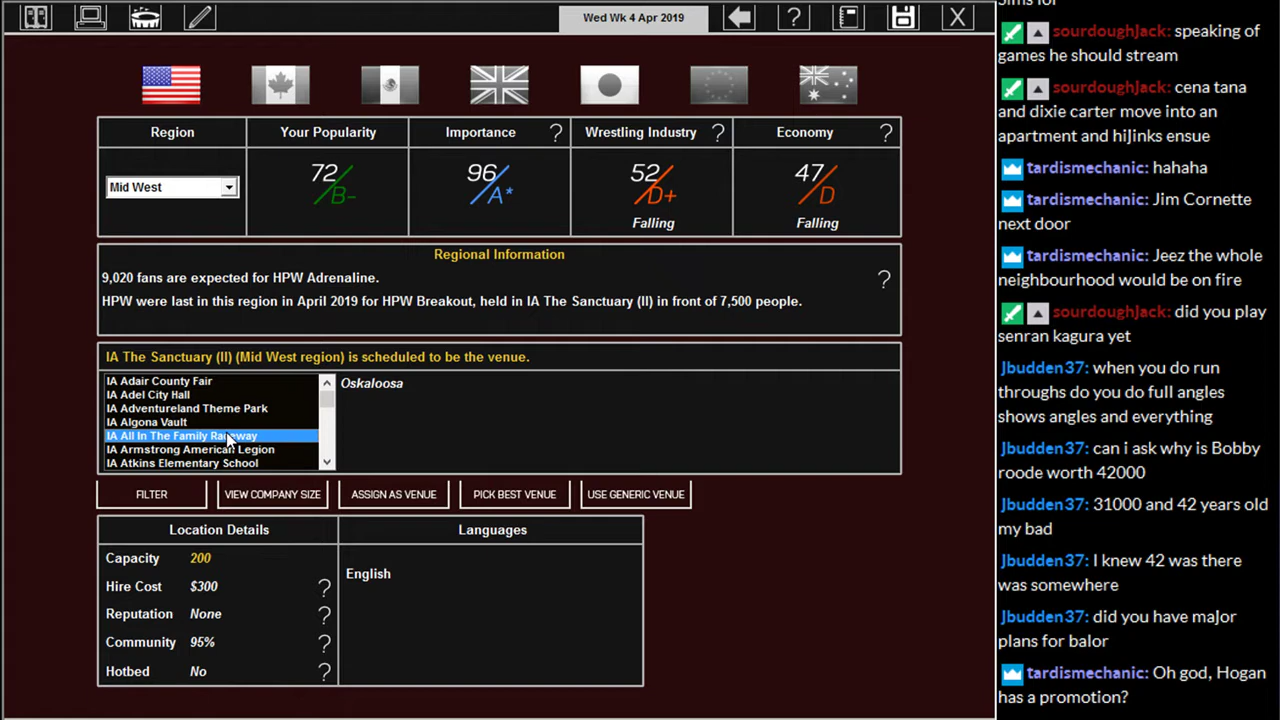 Wed Wk 4 Apr 2019
?
X
Region
Your Popularity
Importance
?
Wrestling Industry
?
Economy
?
Mid West
72
B-
96
A*
52
D+
Falling
47
D
Falling
Regional Information
9,020 fans are expected for HPW Adrenaline.
?
HPW were last in this region in April 2019 for HPW Breakout, held in IA The Sanctuary (II) in front of 7,500 people.
IA The Sanctuary (II) (Mid West region) is scheduled to be the venue.
IA Adair County Fair
IA Adel City Hall
IA Adventureland Theme Park
IA Algona Vault
IA All In The Family Raceway
IA Armstrong American Legion
IA Atkins Elementary School
Oskaloosa
FILTER
VIEW COMPANY SIZE
ASSIGN AS VENUE
PICK BEST VENUE
USE GENERIC VENUE
Location Details
Capacity 200
Hire Cost $300 ?
Reputation None ?
Community 95% ?
Hotbed No ?
Languages
English
sourdoughJack: speaking of
games he should stream
sourdoughJack:
cena tana
and dixie carter move into an
apartment and hijinks ensue
tardismechanic: hahaha
tardismechanic: Jim Cornette
next door
tardismechanic: Jeez the whole
neighbourhood would be on fire
sourdoughJack: did you play
senran kagura yet
Jbudden37: when you do run
throughs do you do full angles
shows angles and everything
Jbudden37: can i ask why is Bobby
roode worth 42000
Jbudden37: 31000 and 42 years old
my bad
Jbudden37: I knew 42 was there
was somewhere
Jbudden37: did you have major
plans for balor
tardismechanic: Oh god, Hogan
has a promotion?